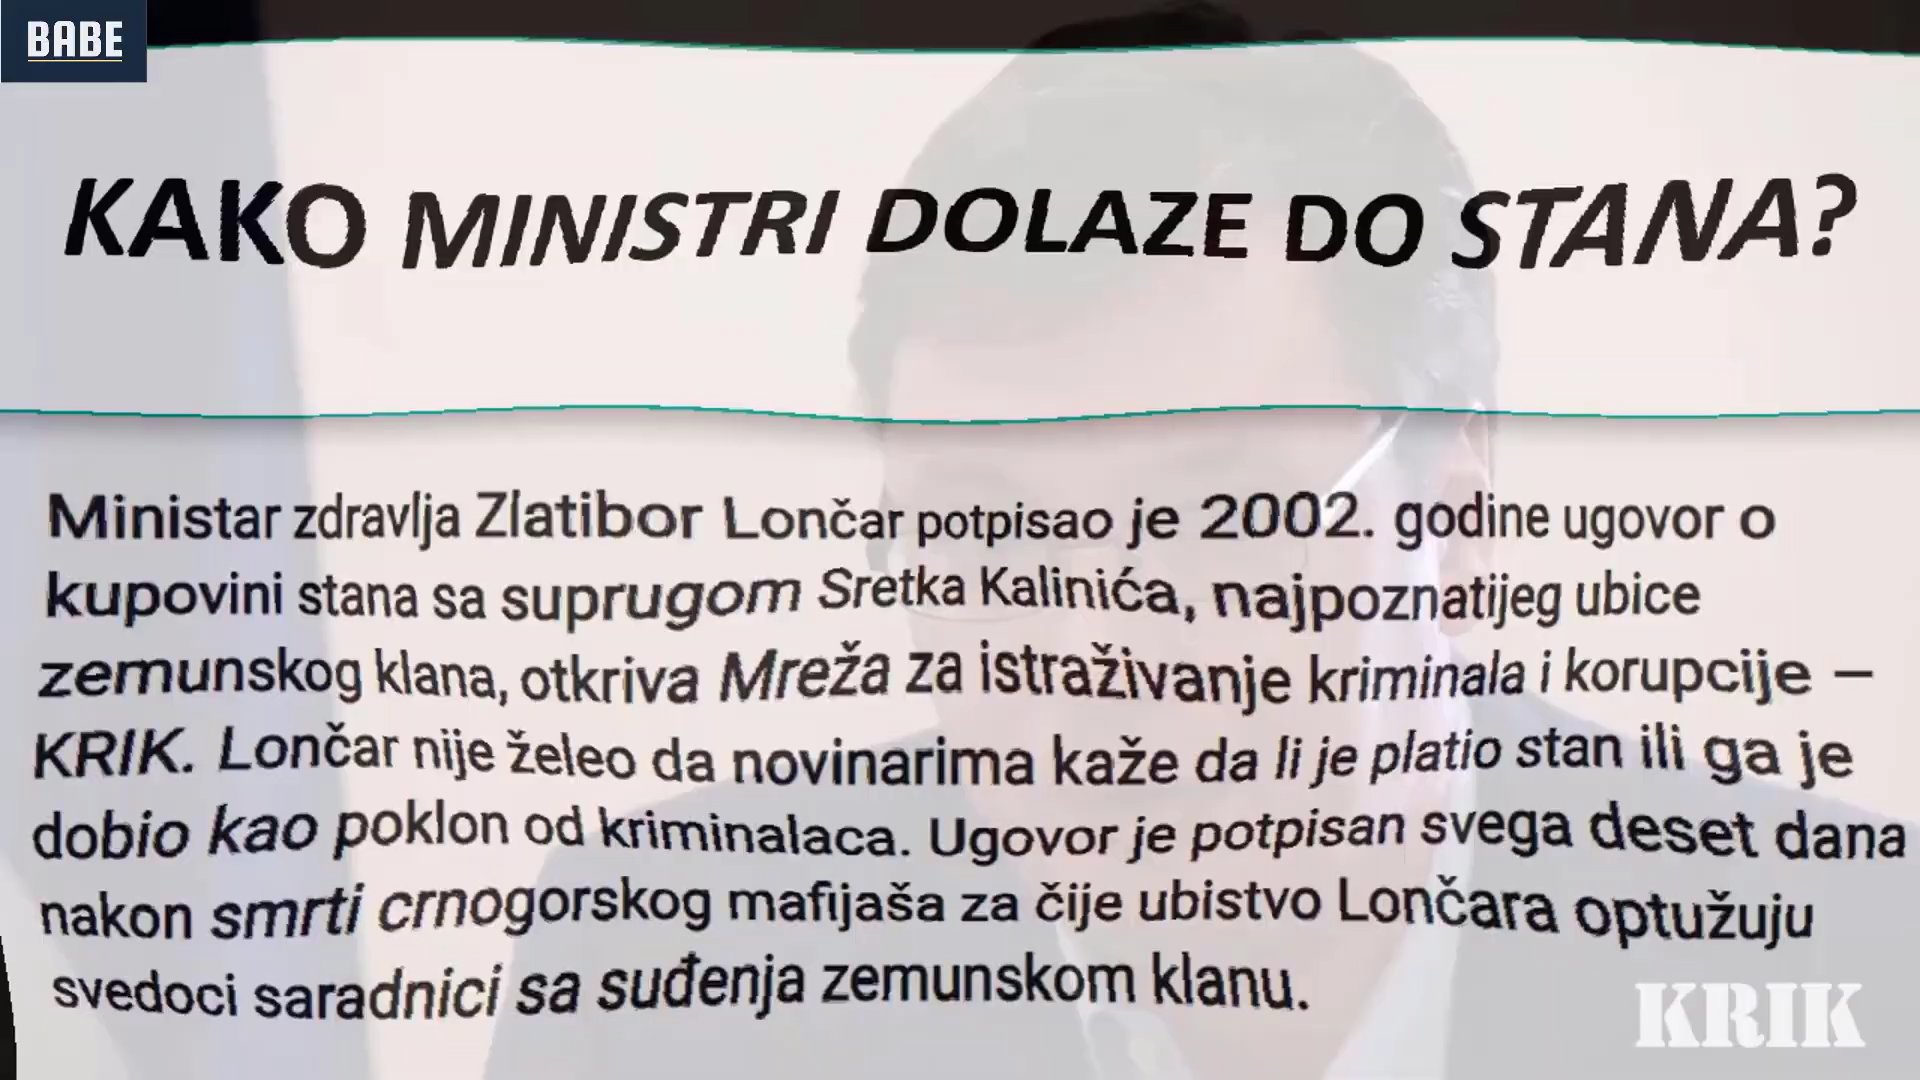 BABE
KAKO MINISTRI DOLAZE DO STANA?
Ministar zdravlja Zlatibor Lončar potpisao je 2002. godine ugovor o
kupovini stana sa suprugom Sretka Kalinića, najpoznatijeg ubice
zemunskog klana, otkriva Mreža za istraživanje kriminala i korupcije –
KRIK. Lončar nije želeo da novinarima kaže da li je platio stan ili ga je
dobio kao poklon od kriminalaca. Ugovor je potpisan svega deset dana
nakon smrti crnogorskog mafijaša za čije ubistvo Lončara optužuju
svedoci saradnici sa suđenja zemunskom klanu.
KRIK